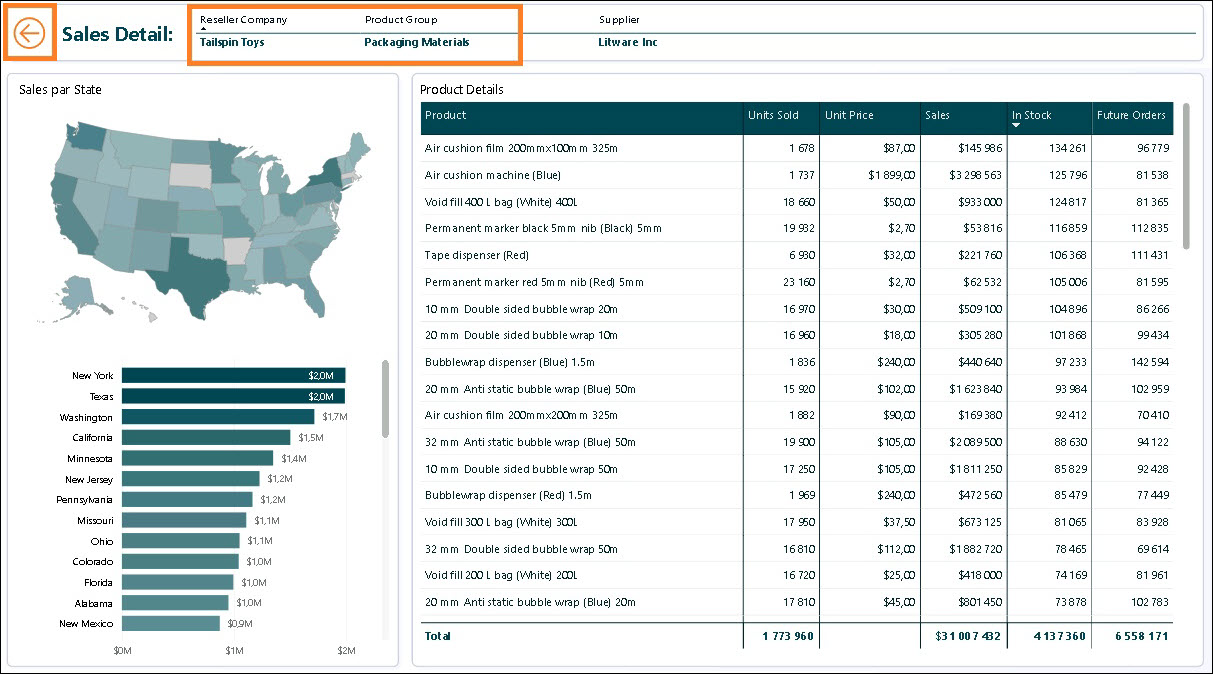 Sales Detail:
Reseller Company Product Group Supplier
Tailspin Toys Packaging Materials Litware Inc
Sales par State
New York $2,0M
Texas $2,0M
Washington $1,7M
California $1,5M
Minnesota $1,4M
New Jersey $1,2M
Pennsylvania $1,2M
Missouri $1,1M
Ohio $1,1M
Colorado $1,0M
Florida $1,0M
Alabama $1,0M
New Mexico $0,9M
$0M $1M $2M
Product Details
Product Units Sold Unit Price Sales In Stock Future Orders
Air cushion film 200mmx100mm 325m 1 678 $87,00 $145 986 134 261 96 779
Air cushion machine (Blue) 1 737 $1 899,00 $3 298 563 125 796 81 538
Void fill 400 L bag (White) 400L 18 660 $50,00 $933 000 124 817 81 365
Permanent marker black 5mm nib (Black) 5mm 19 932 $2,70 $53 816 116 859 112 835
Tape dispenser (Red) 6 930 $32,00 $221 760 106 368 111 431
Permanent marker red 5mm nib (Red) 5mm 23 160 $2,70 $62 532 105 006 81 595
10 mm Double sided bubble wrap 20m 16 970 $30,00 $509 100 104 896 86 266
20 mm Double sided bubble wrap 10m 16 960 $18,00 $305 280 101 868 99 434
Bubblewrap dispenser (Blue) 1.5m 1 836 $240,00 $440 640 97 233 142 594
20 mm Anti static bubble wrap (Blue) 50m 15 920 $102,00 $1 623 840 93 984 102 959
Air cushion film 200mmx200mm 325m 1 882 $90,00 $169 380 92 412 70 410
32 mm Anti static bubble wrap (Blue) 50m 19 900 $105,00 $2 089 500 88 630 94 122
10 mm Double sided bubble wrap 50m 17 250 $105,00 $1 811 250 85 829 92 428
Bubblewrap dispenser (Red) 1.5m 1 969 $240,00 $472 560 85 479 77 449
Void fill 300 L bag (White) 300L 17 950 $37,50 $673 125 81 065 83 928
32 mm Double sided bubble wrap 50m 16 810 $112,00 $1 882 720 78 465 69 614
Void fill 200 L bag (White) 200L 16 720 $25,00 $418 000 74 169 81 961
20 mm Anti static bubble wrap (Blue) 20m 17 810 $45,00 $801 450 73 878 102 783
Total 1 773 960 $31 007 432 4 137 360 6 558 171